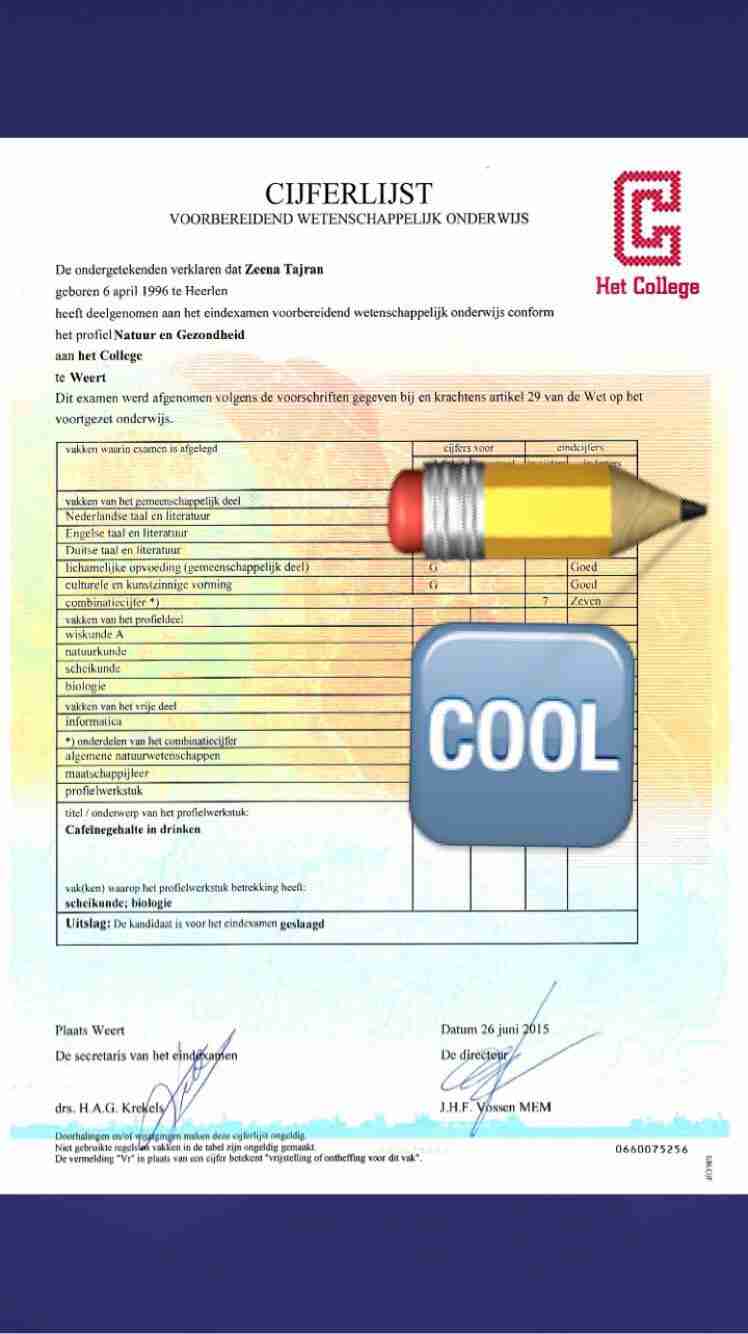 CIJFERLIJST
VOORBEREIDEND WETENSCHAPPELIJK ONDERWIJS
Het College
De ondergetekenden verklaren dat Zeena Tajran
geboren 6 april 1996 te Heerlen
heeft deelgenomen aan het eindexamen voorbereidend wetenschappelijk onderwijs conform
het profiel Natuur en Gezondheid
aan het College
te Weert
Dit examen werd afgenomen volgens de voorschriften gegeven bij en krachtens artikel 29 van de Wet op het
voortgezet onderwijs.
vakken waarin examen is afgelegd cijfers voor eindcijfers
vakken van het gemeenschappelijk deel
Nederlandse taal en literatuur
Engelse taal en literatuur
Duitse taal en literatuur
lichamelijke opvoeding (gemeenschappelijk deel) G Goed
culturele en kunstzinnige vorming G Goed
combinatiecijfer *) 7 Zeven
vakken van het profieldeel
wiskunde A
natuurkunde
scheikunde
biologie
vakken van het vrije deel
informatica
*) onderdelen van het combinatiecijfer
algemene natuurwetenschappen
maatschappijleer
profielwerkstuk
COOL
titel / onderwerp van het profielwerkstuk:
Cafeïnegehalte in drinken
vak(ken) waarop het profielwerkstuk betrekking heeft:
scheikunde; biologie
Uitslag: De kandidaat is voor het eindexamen geslaagd
Plaats Weert Datum 26 juni 2015
De secretaris van het eindexamen De directeur
drs. H.A.G. Krekels J.H.F. Vossen MEM
Doorhalingen en/of wijzigingen maken deze cijferlijst ongeldig.
Niet gebruikte regels en vakken in de tabel zijn ongeldig gemaakt.
De vermelding "Vr" in plaats van een cijfer betekent "vrijstelling of ontheffing voor dit vak".
0660075256